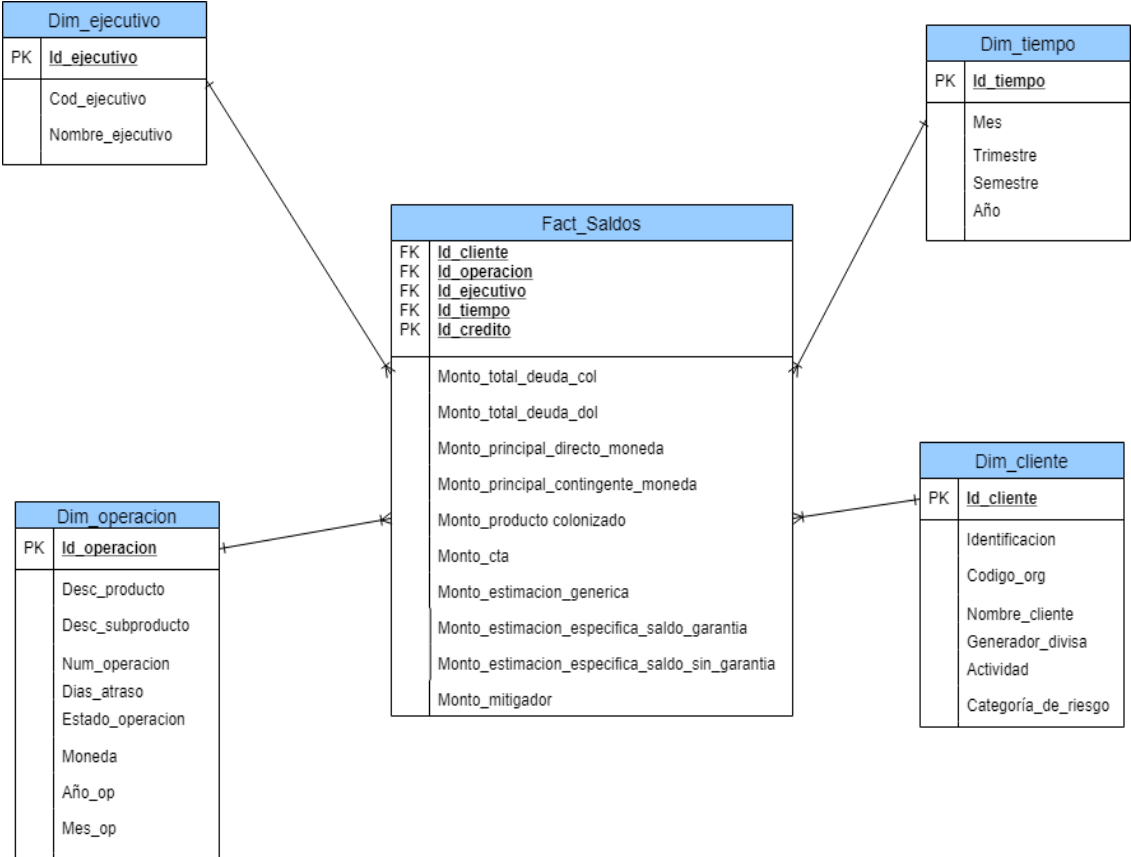 Dim_ejecutivo
PK Id_ejecutivo
Cod_ejecutivo
Nombre_ejecutivo
Dim_tiempo
PK Id_tiempo
Mes
Trimestre
Semestre
Año
Fact_Saldos
FK Id_cliente
FK Id_operacion
FK Id_ejecutivo
FK Id_tiempo
PK Id_credito
Monto_total_deuda_col
Monto_total_deuda_dol
Monto_principal_directo_moneda
Monto_principal_contingente_moneda
Monto_producto colonizado
Monto_cta
Monto_estimacion_generica
Monto_estimacion_especifica_saldo_garantia
Monto_estimacion_especifica_saldo_sin_garantia
Monto_mitigador
Dim_operacion
PK Id_operacion
Desc_producto
Desc_subproducto
Num_operacion
Dias_atraso
Estado_operacion
Moneda
Año_op
Mes_op
Dim_cliente
PK Id_cliente
Identificacion
Codigo_org
Nombre_cliente
Generador_divisa
Actividad
Categoría_de_riesgo